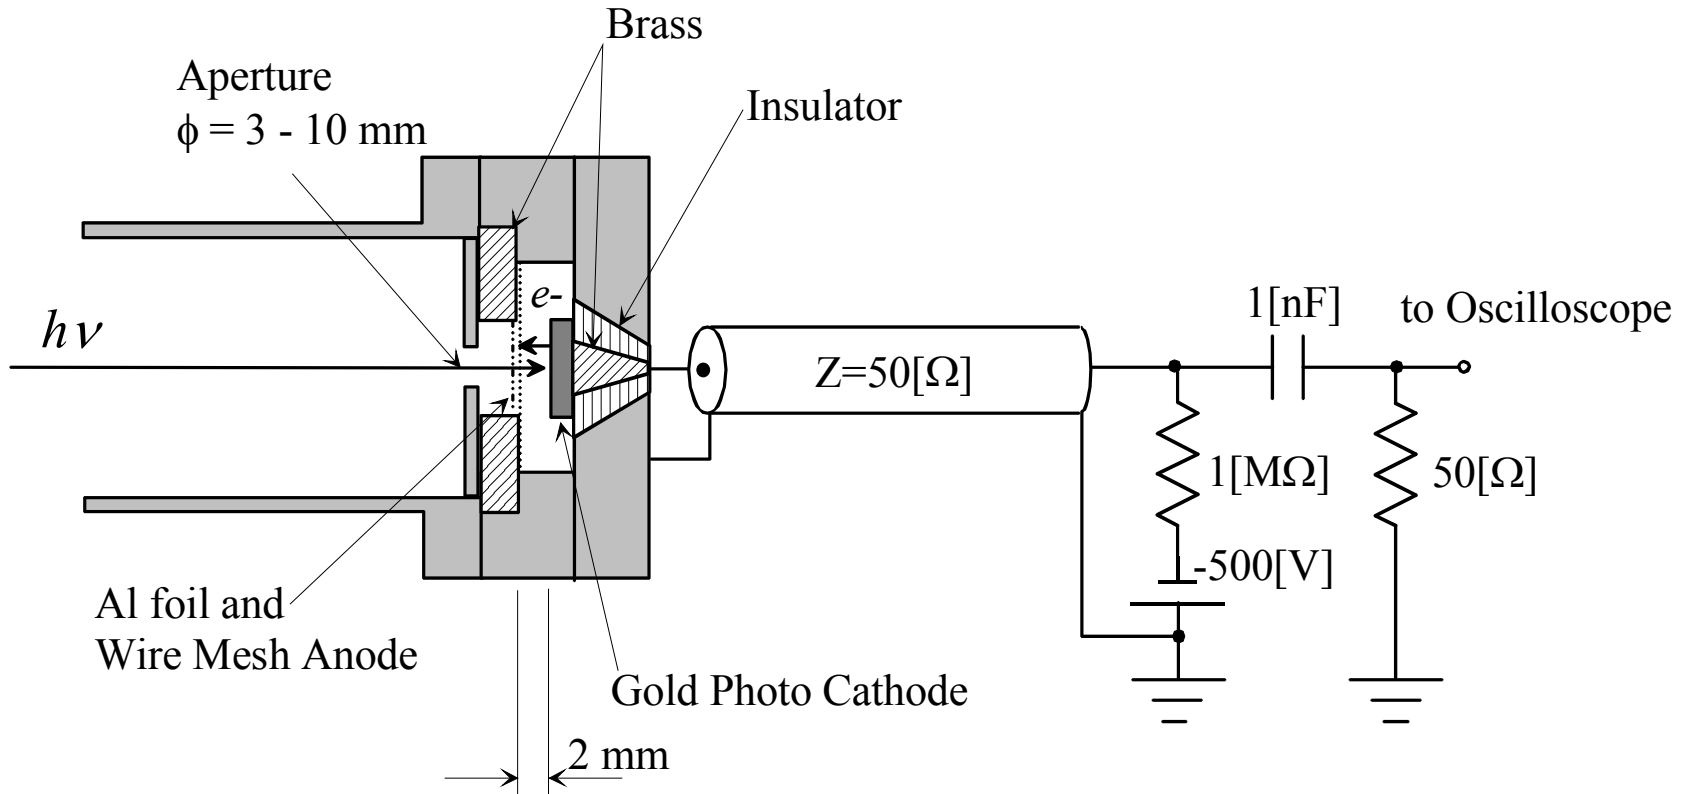 Brass
Aperture
ϕ = 3 - 10 mm
Insulator
hν
e-
Z=50[Ω]
1[nF]
to Oscilloscope
1[MΩ]
50[Ω]
-500[V]
Al foil and
Wire Mesh Anode
Gold Photo Cathode
2 mm